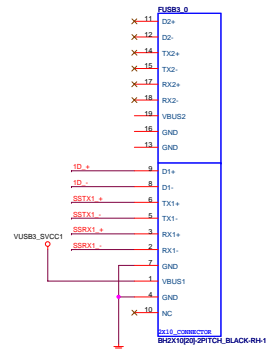 FUSB3_0
11 D2+
12 D2-
14 TX2+
15 TX2-
17 RX2+
18 RX2-
19 VBUS2
16 GND
13 GND
1D_+ 9 D1+
1D_- 8 D1-
SSTX1_+ 6 TX1+
SSTX1_- 5 TX1-
SSRX1_+ 3 RX1+
SSRX1_- 2 RX1-
VUSB3_SVCC1
7 GND
1 VBUS1
4 GND
10 NC
2X10_CONNECTOR
BH2X10[20]-2PITCH_BLACK-RH-1